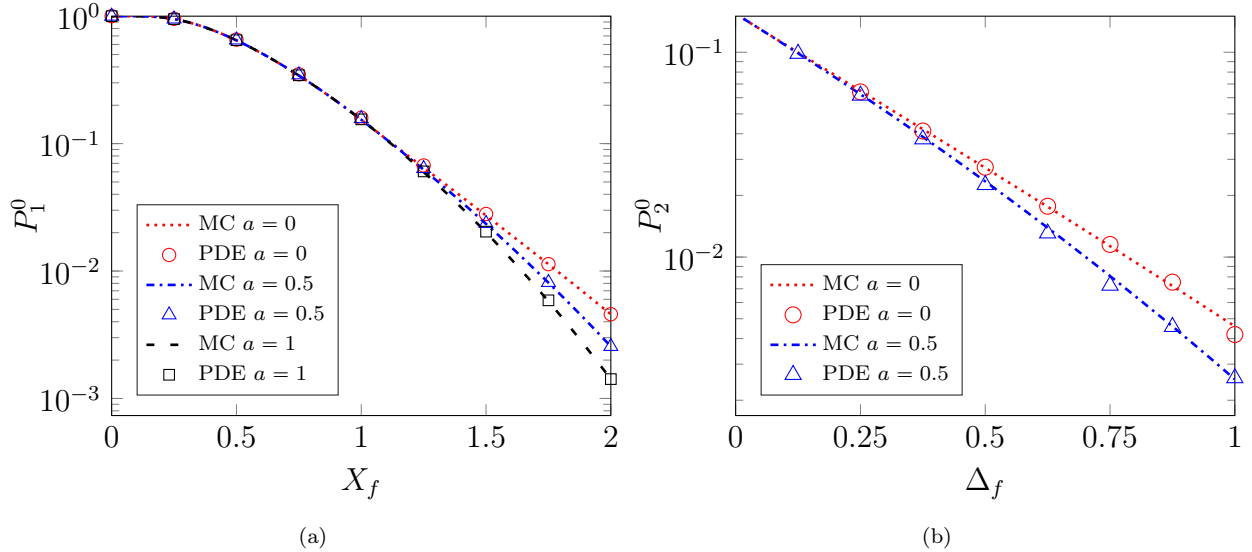 10^0
10^{-1}
10^{-2}
10^{-3}
P_1^0
0
0.5
1
1.5
2
X_f
MC a = 0
PDE a = 0
MC a = 0.5
PDE a = 0.5
MC a = 1
PDE a = 1
(a)
10^{-1}
10^{-2}
P_2^0
0
0.25
0.5
0.75
1
Δ_f
MC a = 0
PDE a = 0
MC a = 0.5
PDE a = 0.5
(b)